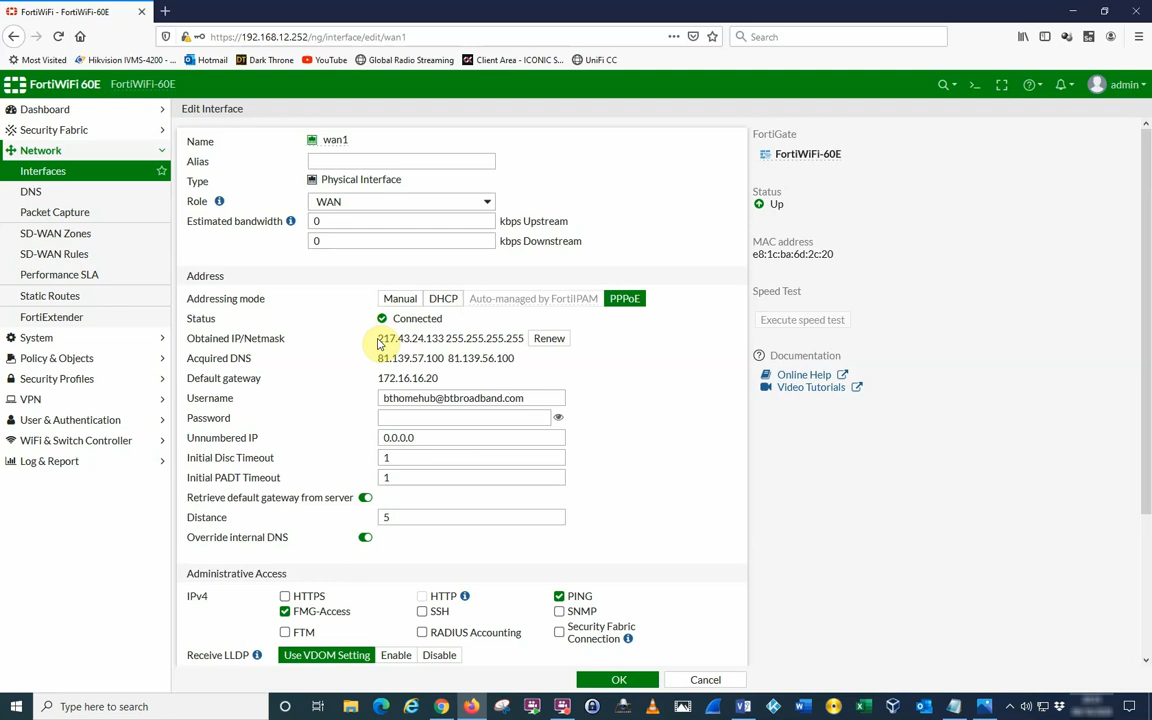 FortiWiFi - FortiWiFi-60E
https://192.168.12.252/ng/interface/edit/wan1
Search
Most Visited
Hikvision IVMS-4200 - ...
Hotmail
Dark Throne
YouTube
Global Radio Streaming
Client Area - ICONIC S...
UniFi CC
FortiWiFi 60E
FortiWiFi-60E
admin
Dashboard
Security Fabric
Network
Interfaces
DNS
Packet Capture
SD-WAN Zones
SD-WAN Rules
Performance SLA
Static Routes
FortiExtender
System
Policy & Objects
Security Profiles
VPN
User & Authentication
WiFi & Switch Controller
Log & Report
Edit Interface
Name wan1
Alias
Type Physical Interface
Role WAN
Estimated bandwidth 0 kbps Upstream
0 kbps Downstream
Address
Addressing mode Manual DHCP Auto-managed by FortiIPAM PPPoE
Status Connected
Obtained IP/Netmask 217.43.24.133 255.255.255.255 Renew
Acquired DNS 81.139.57.100 81.139.56.100
Default gateway 172.16.16.20
Username bthomehub@btbroadband.com
Password
Unnumbered IP 0.0.0.0
Initial Disc Timeout 1
Initial PADT Timeout 1
Retrieve default gateway from server
Distance 5
Override internal DNS
Administrative Access
IPv4 HTTPS HTTP PING
FMG-Access SSH SNMP
FTM RADIUS Accounting Security Fabric
Connection
Receive LLDP Use VDOM Setting Enable Disable
OK Cancel
FortiGate
FortiWiFi-60E
Status
Up
MAC address
e8:1c:ba:6d:2c:20
Speed Test
Execute speed test
Documentation
Online Help
Video Tutorials
Type here to search